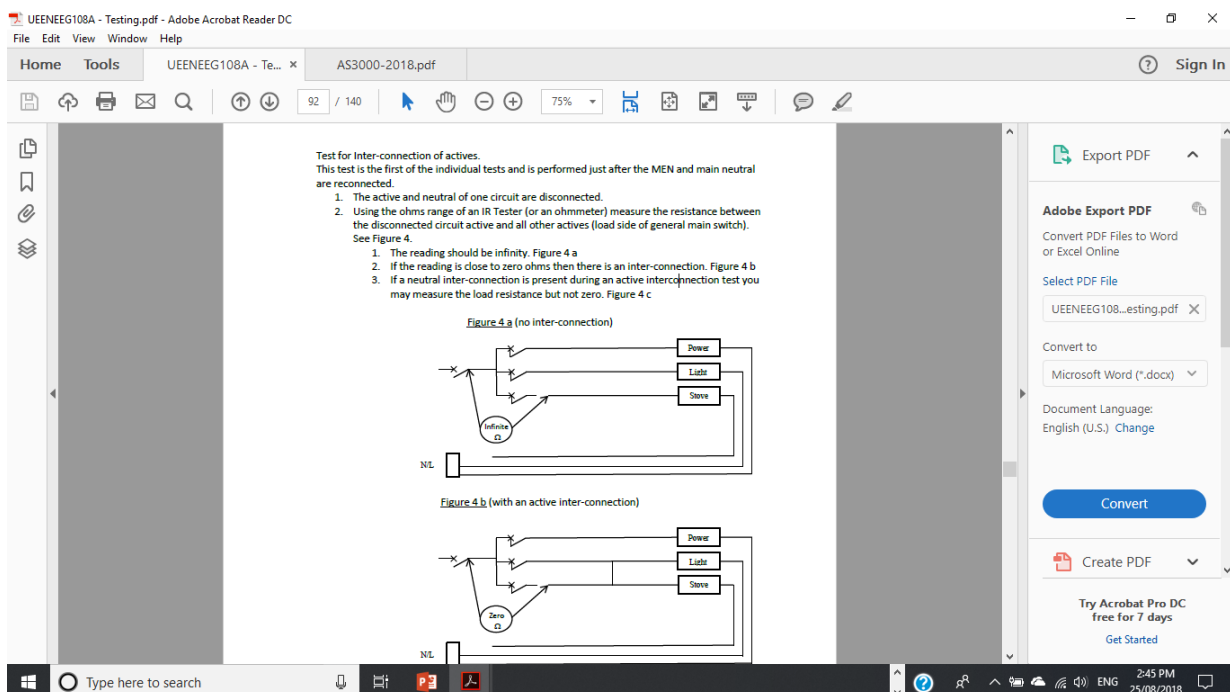 UEENEEG108A - Testing.pdf - Adobe Acrobat Reader DC
File Edit View Window Help
Home Tools UEENEEG108A - Te... × AS3000-2018.pdf ? Sign In
92 / 140 75%
Test for Inter-connection of actives.
This test is the first of the individual tests and is performed just after the MEN and main neutral
are reconnected.
1. The active and neutral of one circuit are disconnected.
2. Using the ohms range of an IR Tester (or an ohmmeter) measure the resistance between
the disconnected circuit active and all other actives (load side of general main switch).
See Figure 4.
1. The reading should be infinity. Figure 4 a
2. If the reading is close to zero ohms then there is an inter-connection. Figure 4 b
3. If a neutral inter-connection is present during an active interconnection test you
may measure the load resistance but not zero. Figure 4 c
Figure 4 a (no inter-connection)
Power
Light
Stove
Infinite
Ω
N/L
Figure 4 b (with an active inter-connection)
Power
Light
Stove
Zero
Ω
N/L
Export PDF
Adobe Export PDF
Convert PDF Files to Word
or Excel Online
Select PDF File
UEENEEG108...esting.pdf ×
Convert to
Microsoft Word (*.docx)
Document Language:
English (U.S.) Change
Convert
Create PDF
Try Acrobat Pro DC
free for 7 days
Get Started
Type here to search
ENG
2:45 PM
25/08/2018